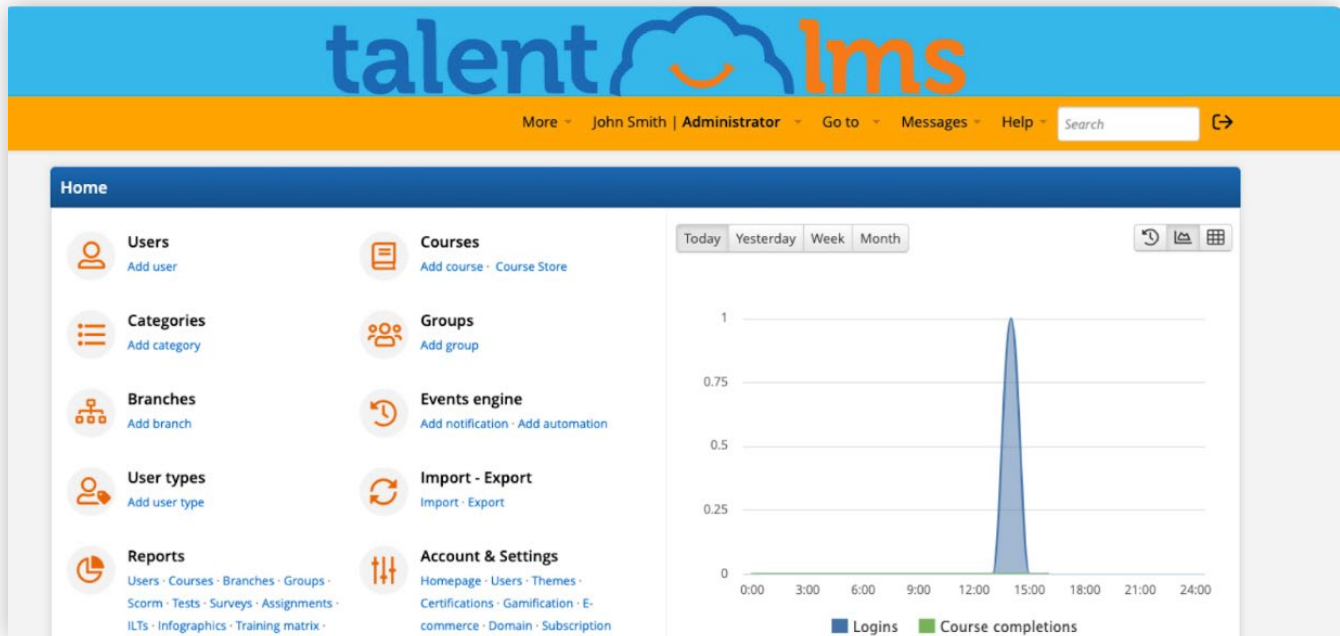 talent lms
More John Smith | Administrator Go to Messages Help Search
Home
Users
Add user
Courses
Add course · Course Store
Categories
Add category
Groups
Add group
Branches
Add branch
Events engine
Add notification · Add automation
User types
Add user type
Import - Export
Import · Export
Reports
Users · Courses · Branches · Groups ·
Scorm · Tests · Surveys · Assignments ·
ILTs · Infographics · Training matrix ·
Account & Settings
Homepage · Users · Themes ·
Certifications · Gamification · E-
commerce · Domain · Subscription
Today Yesterday Week Month
1
0.75
0.5
0.25
0
0:00 3:00 6:00 9:00 12:00 15:00 18:00 21:00 24:00
Logins Course completions